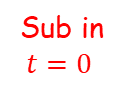 Sub in
t = 0